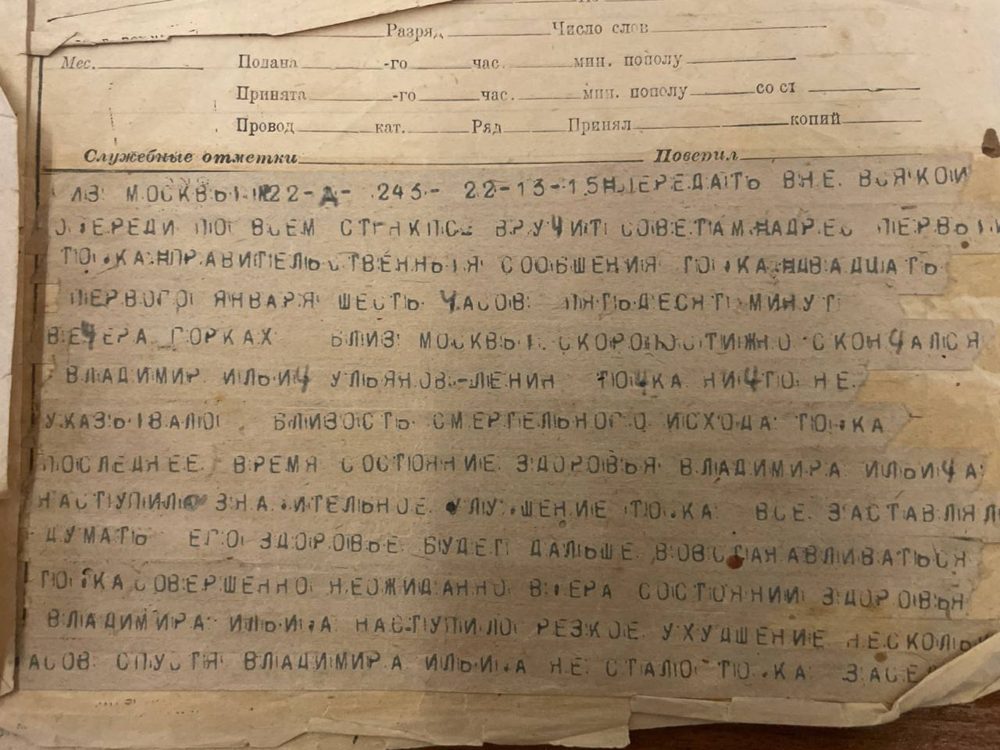 Разряд Число слов
Мес. Подана -го час. мин. пополу
Принята -го час. мин. пополу со ст
Провод кат. Ряд Принял копий
Служебные отметки Поверил
ИЗ МОСКВЫ 22-Д- 243- 22-13-15 ПЕРЕДАТЬ ВНЕ ВСЯКОЙ
ОЧЕРЕДИ ПО ВСЕМ ВРУЧИТЬ СОВЕТАМ АДРЕС ПЕРВЫЙ
ТОЧКА ПРАВИТЕЛЬСТВЕННЫЯ СООБШЕНИЯ ТОЧКА ДВАДЦАТЬ
ПЕРВОГО ЯНВАРЯ ШЕСТЬ ЧАСОВ ПЯТЬДЕСЯТ МИНУТ
ВЕЧЕРА ГОРКАХ БЛИЗ МОСКВЫ СКОРОПОСТИЖНО СКОНЧАЛСЯ
ВЛАДИМИР ИЛЬИЧ УЛЬЯНОВ-ЛЕНИН ТОЧКА НИЧТО НЕ
УКАЗЫВАЛО БЛИЗОСТЬ СМЕРТЕЛЬНОГО ИСХОДА ТОЧКА
ПОСЛЕДНЕЕ ВРЕМЯ СОСТОЯНИЕ ЗДОРОВЬЯ ВЛАДИМИРА ИЛЬИЧА
НАСТУПИЛО ЗНАЧИТЕЛЬНОЕ УЛУЧШЕНИЕ ТОЧКА ВСЕ ЗАСТАВЛЯЛО
ДУМАТЬ ЕГО ЗДОРОВЬЕ БУДЕТ ДАЛЬШЕ ВОССТАНАВЛИВАТЬСЯ
ТОЧКА СОВЕРШЕННО НЕОЖИДАННО ВЧЕРА СОСТОЯНИИ ЗДОРОВЬЯ
ВЛАДИМИРА ИЛЬИЧА НАСТУПИЛО РЕЗКОЕ УХУДШЕНИЕ НЕСКОЛЬКО
ЧАСОВ СПУСТЯ ВЛАДИМИРА ИЛЬИЧА НЕ СТАЛО ТОЧКА ЗАСЕ